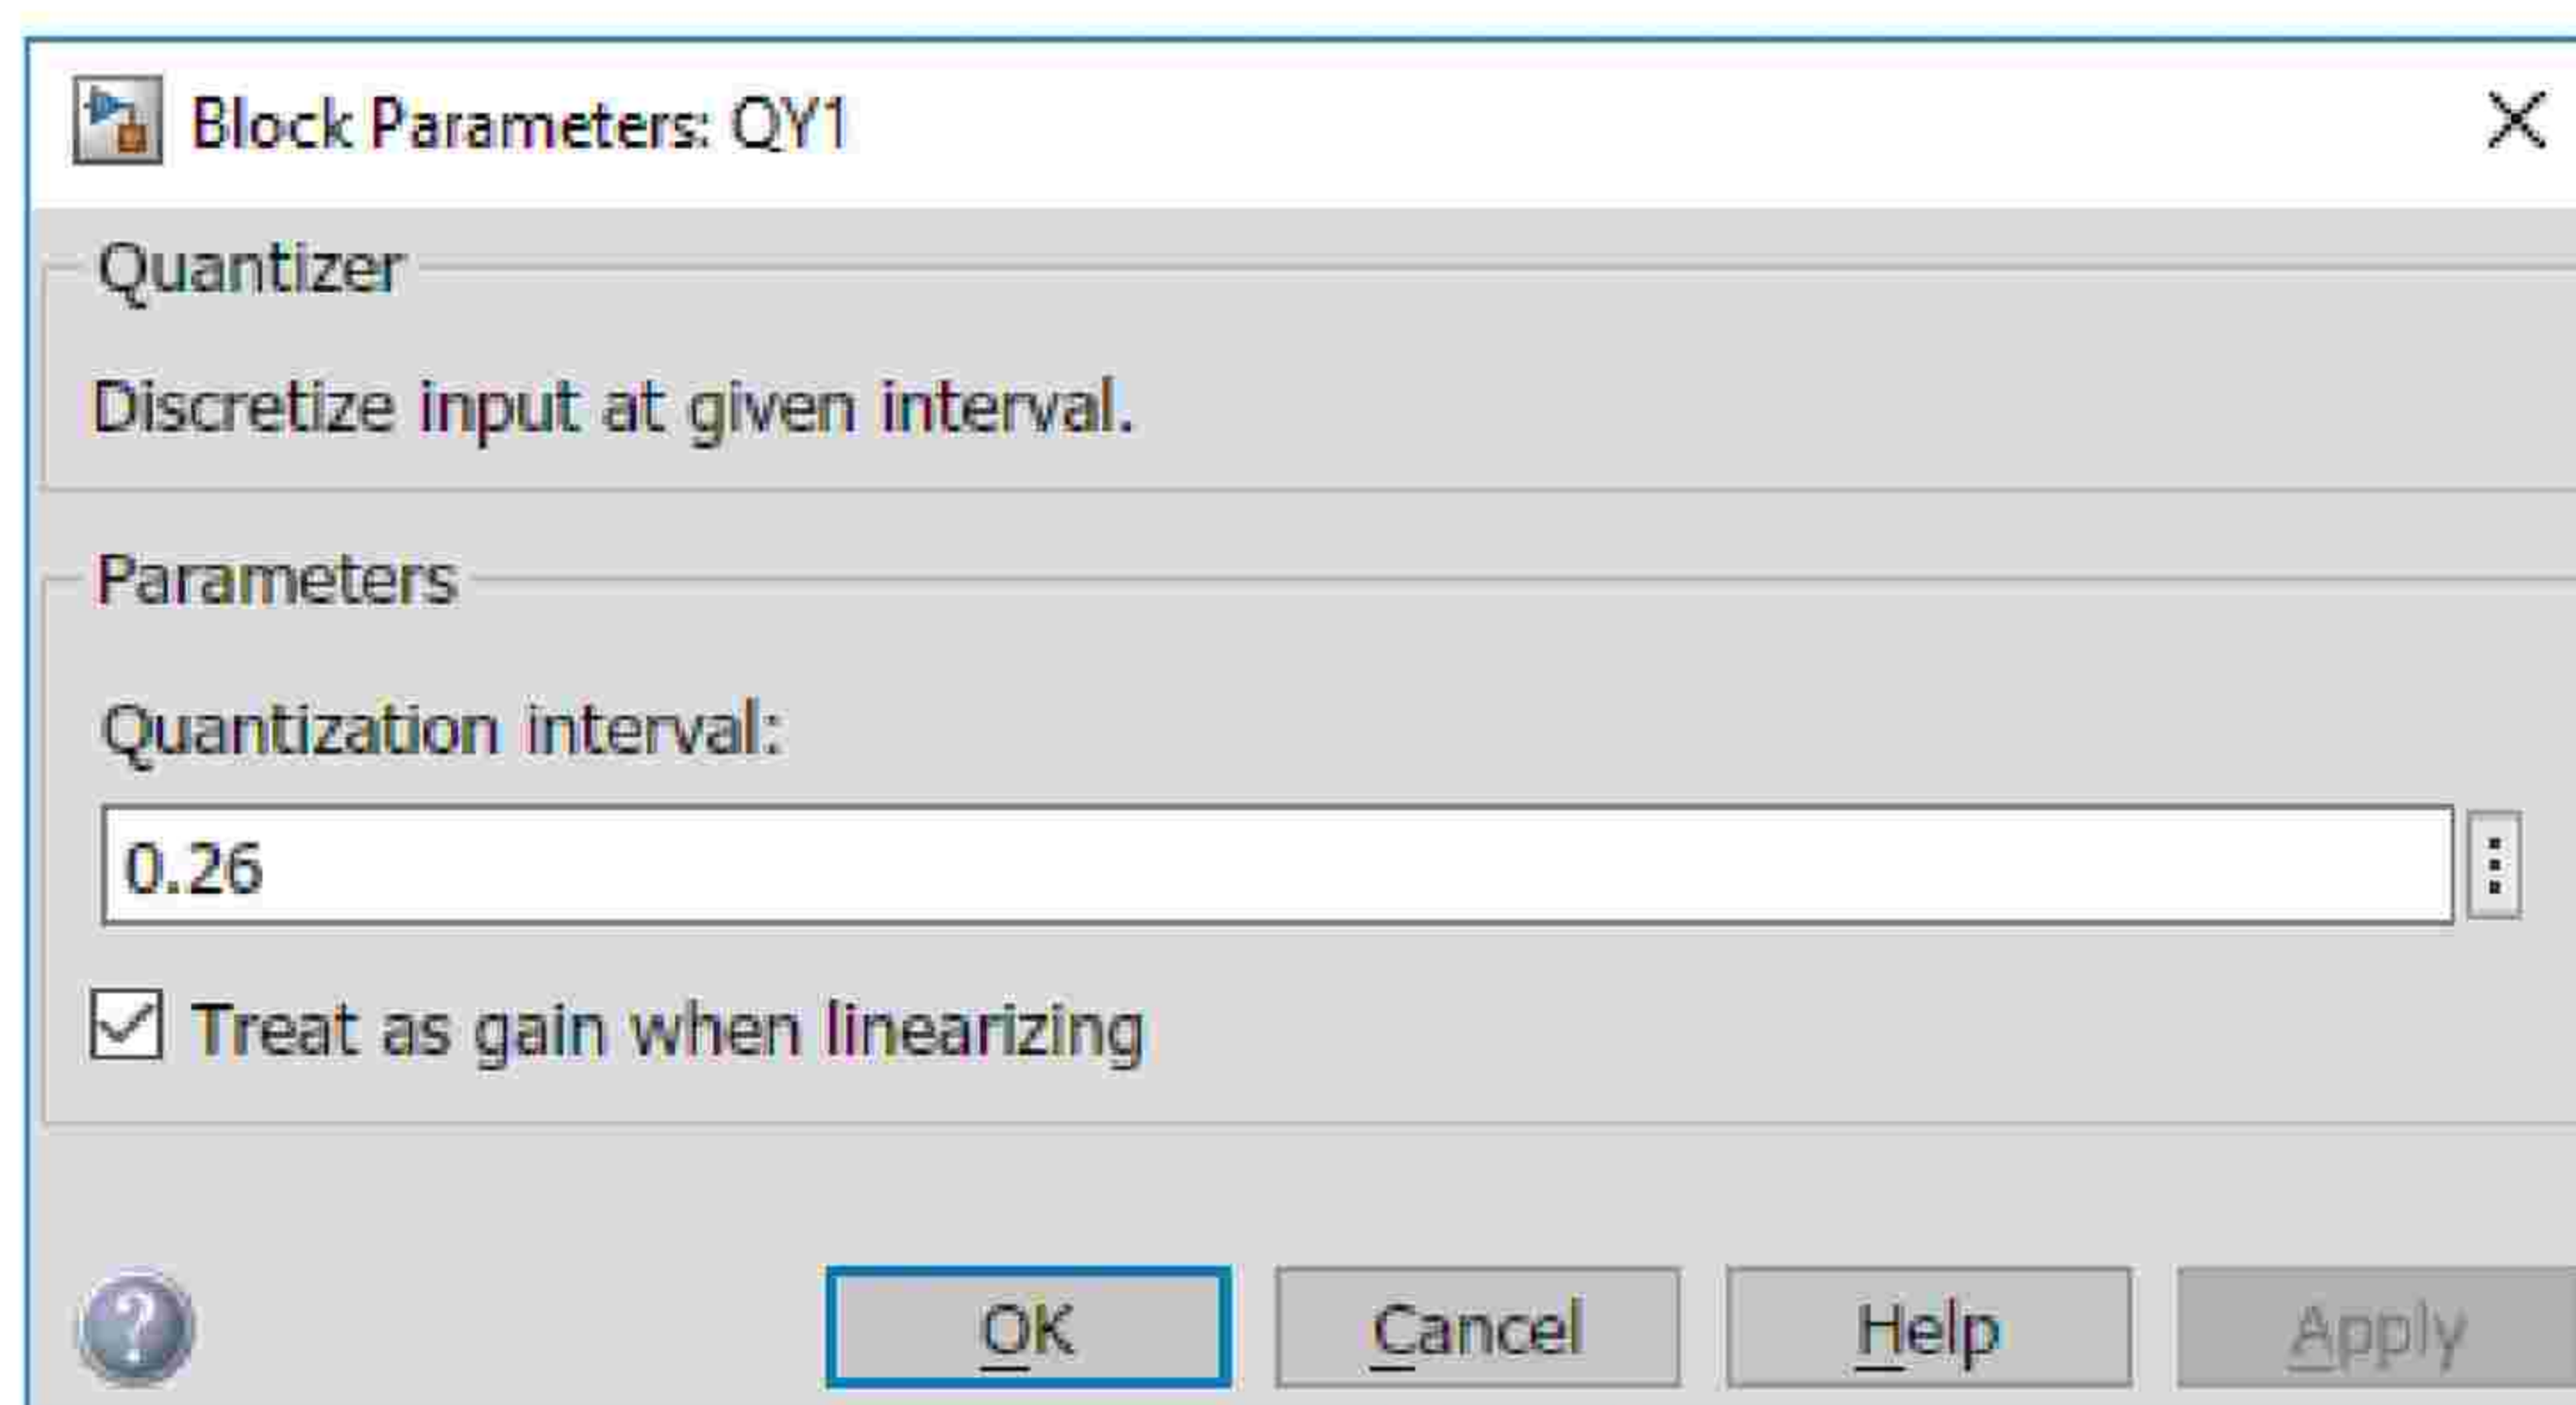 Block Parameters: QY1
Quantizer
Discretize input at given interval.
Parameters
Quantization interval:
0.26
Treat as gain when linearizing
OK Cancel Help Apply